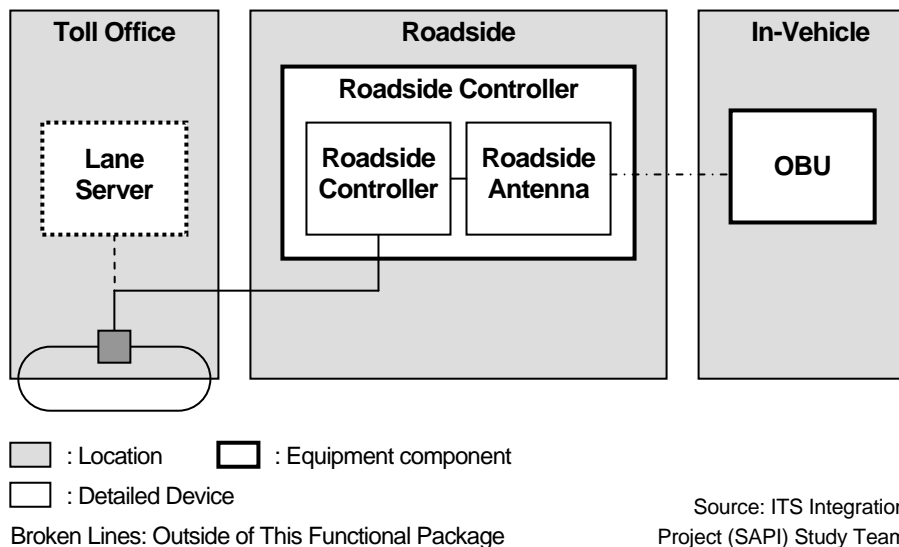 Toll Office
Roadside
In-Vehicle
Roadside Controller
Lane
Server
Roadside
Controller
Roadside
Antenna
OBU
: Location
: Equipment component
: Detailed Device
Broken Lines: Outside of This Functional Package
Source: ITS Integration
Project (SAPI) Study Team